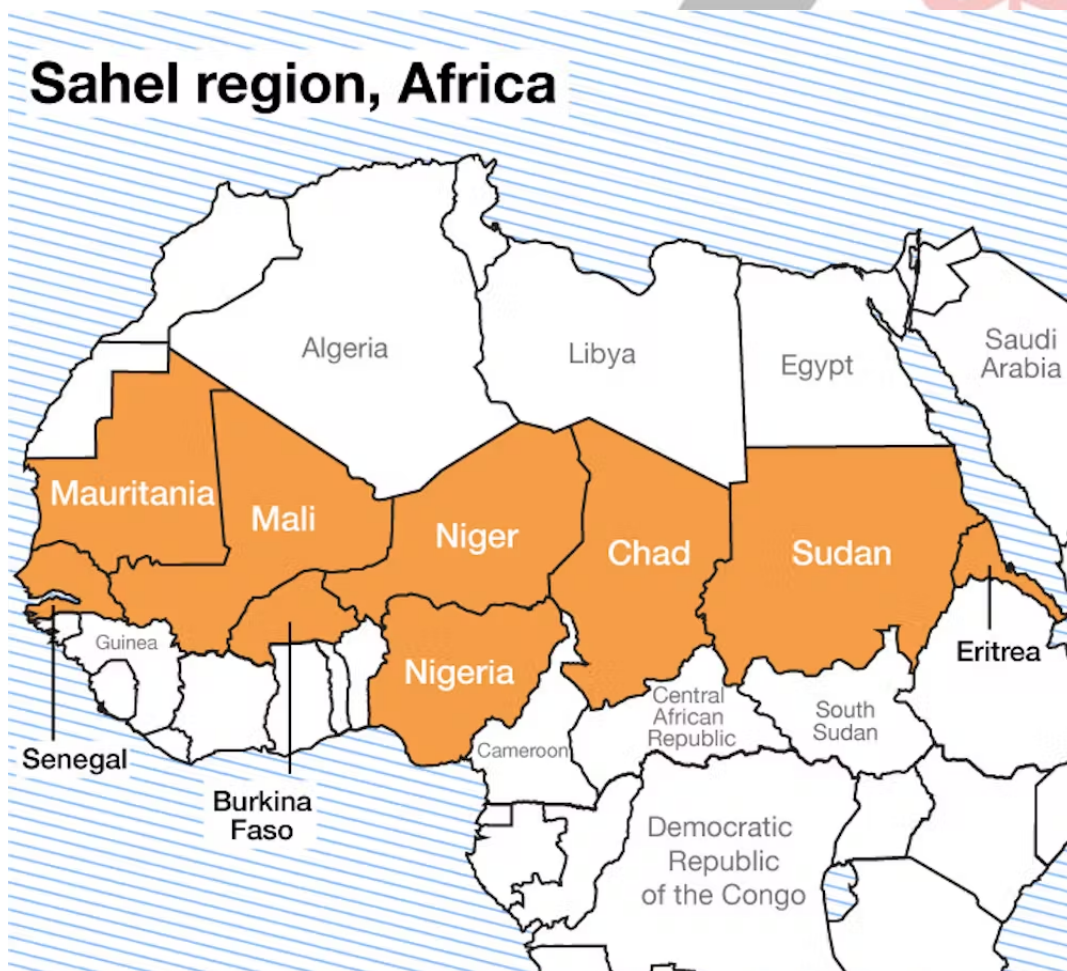 Sahel region, Africa
Algeria
Libya
Egypt
Saudi
Arabia
Mauritania
Mali
Niger
Chad
Sudan
Guinea
Nigeria
Eritrea
Central
African
Republic
South
Sudan
Cameroon
Senegal
Burkina
Faso
Democratic
Republic
of the Congo